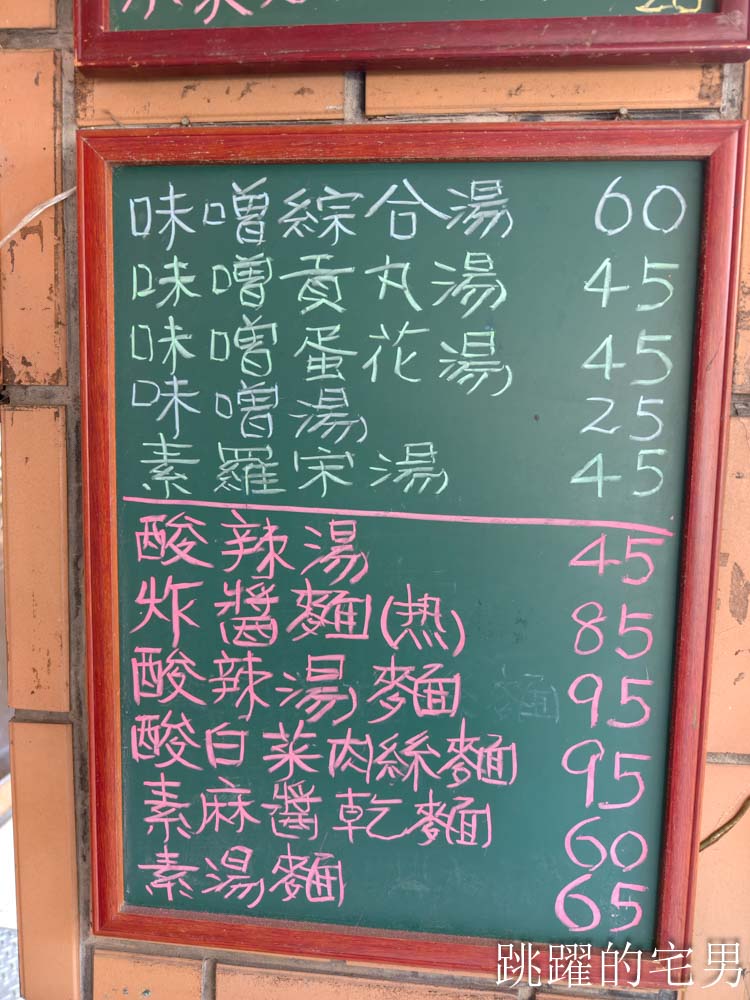 味噌綜合湯 60
味噌貢丸湯 45
味噌蛋花湯 45
味噌湯 25
素羅宋湯 45
酸辣湯 45
炸醬麵(热) 85
酸辣湯麵 95
酸白菜肉絲麵 95
素麻醬乾麵 60
素湯麵 65
跳躍的宅男